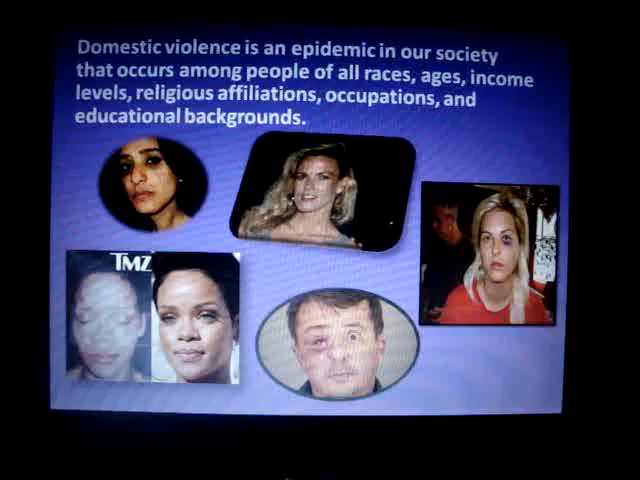 Domestic violence is an epidemic in our society
that occurs among people of all races, ages, income
levels, religious affiliations, occupations, and
educational backgrounds.
TMZ